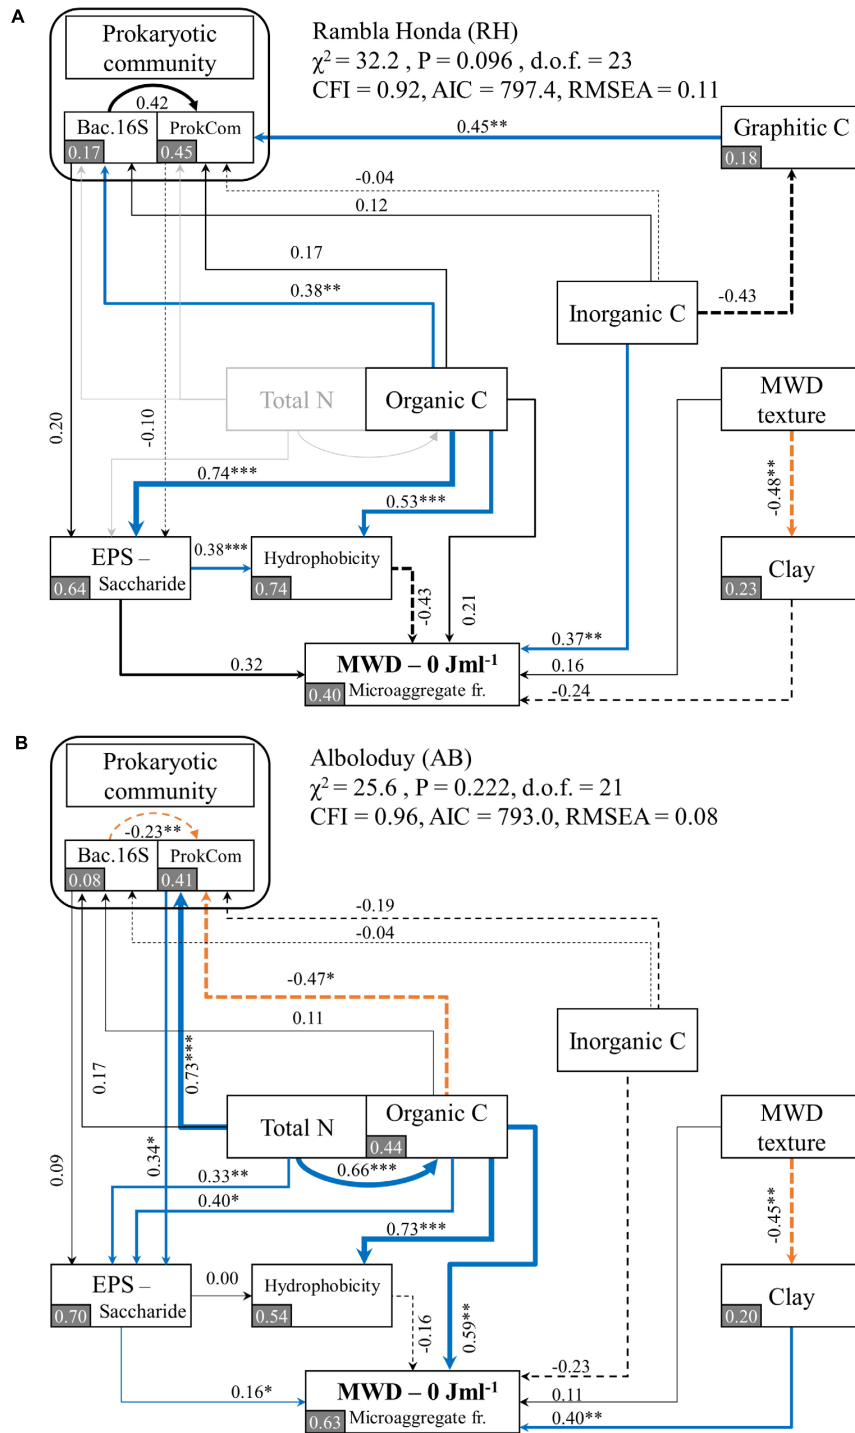 A
Prokaryotic
community
Rambla Honda (RH)
χ² = 32.2 , P = 0.096 , d.o.f. = 23
CFI = 0.92, AIC = 797.4, RMSEA = 0.11
0.42
Bac.16S
ProkCom
0.17
0.45
0.45**
Graphitic C
0.18
-0.04
0.12
0.17
0.38**
Inorganic C
-0.43
Total N
Organic C
MWD
texture
0.20
-0.10
0.74***
0.53***
-0.48**
EPS –
Saccharide
0.64
0.38***
Hydrophobicity
0.74
Clay
0.23
-0.43
0.21
0.32
MWD – 0 Jml-1
Microaggregate fr.
0.40
0.37**
0.16
-0.24
B
Prokaryotic
community
Alboloduy (AB)
χ² = 25.6 , P = 0.222, d.o.f. = 21
CFI = 0.96, AIC = 793.0, RMSEA = 0.08
-0.23**
Bac.16S
ProkCom
0.08
0.41
-0.19
-0.04
-0.47*
0.11
Inorganic C
0.17
0.73***
Total N
Organic C
0.44
MWD
texture
0.09
0.34*
0.33**
0.66***
0.40*
0.73***
-0.45**
EPS –
Saccharide
0.70
0.00
Hydrophobicity
0.54
Clay
0.20
-0.16
0.59**
0.16*
MWD – 0 Jml-1
Microaggregate fr.
0.63
-0.23
0.11
0.40**